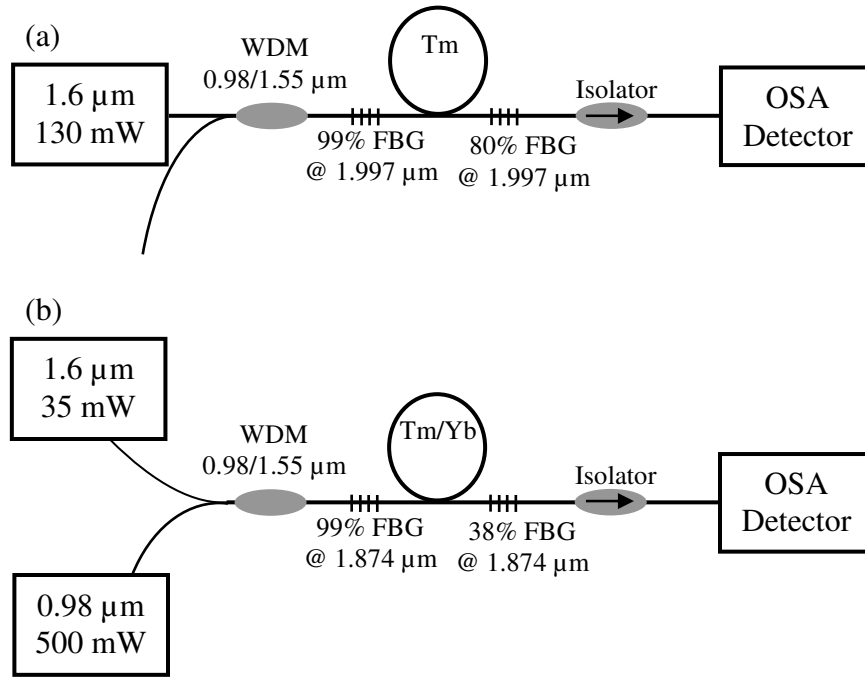 (a)
1.6 µm
130 mW
WDM
0.98/1.55 µm
Tm
99% FBG
@ 1.997 µm
80% FBG
@ 1.997 µm
Isolator
OSA
Detector
(b)
1.6 µm
35 mW
0.98 µm
500 mW
WDM
0.98/1.55 µm
Tm/Yb
99% FBG
@ 1.874 µm
38% FBG
@ 1.874 µm
Isolator
OSA
Detector